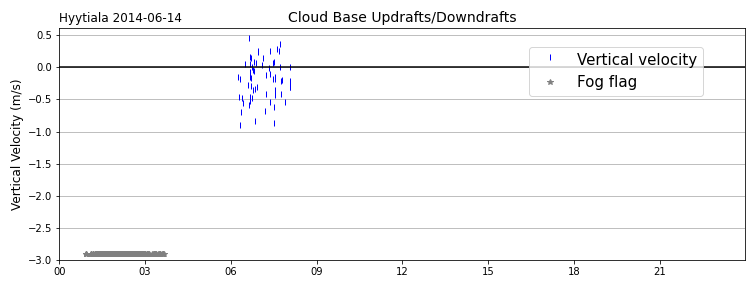 Hyytiala 2014-06-14
Cloud Base Updrafts/Downdrafts
Vertical Velocity (m/s)
0.5
0.0
−0.5
−1.0
−1.5
−2.0
−2.5
−3.0
00 03 06 09 12 15 18 21
Vertical velocity
Fog flag